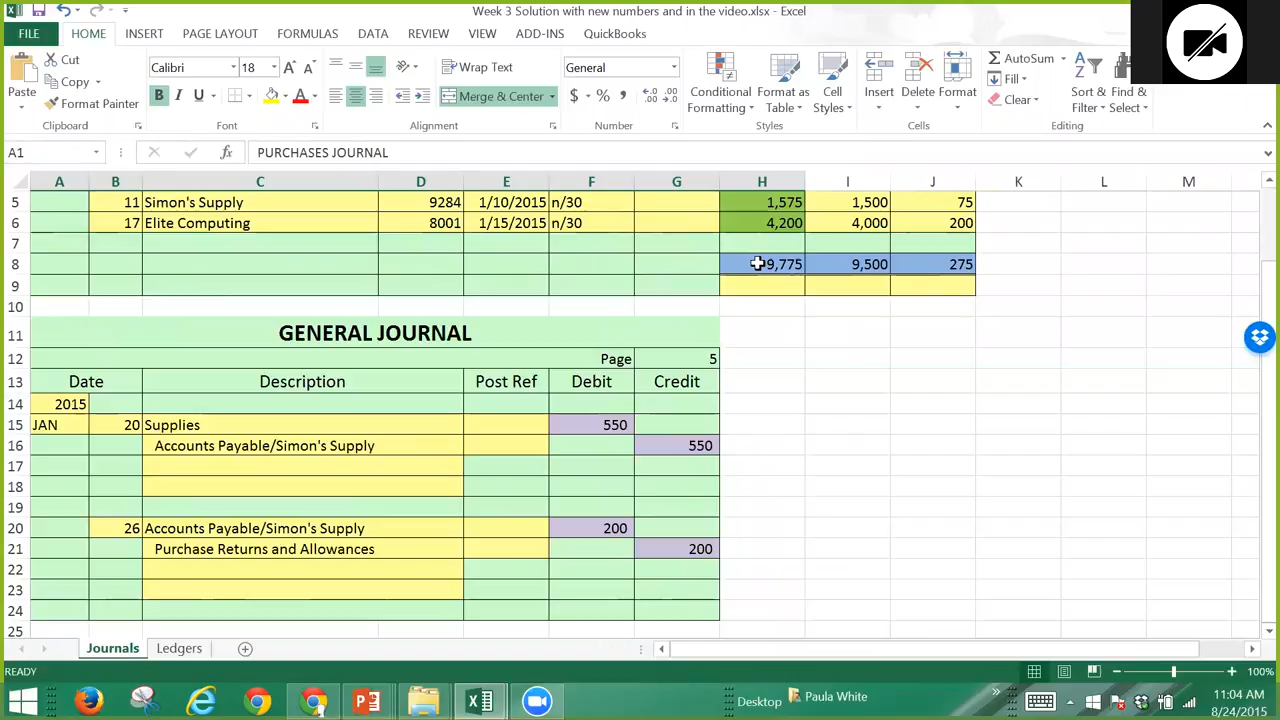 Week 3 Solution with new numbers and in the video.xlsx - Excel
FILE HOME INSERT PAGE LAYOUT FORMULAS DATA REVIEW VIEW ADD-INS QuickBooks
Cut
Copy
Format Painter
Paste
Clipboard
Calibri 18
B I U
Font
Wrap Text
Merge & Center
Alignment
General
$ % ,
Number
Conditional Formatting
Format as Table
Cell Styles
Styles
Insert Delete Format
Cells
AutoSum
Fill
Clear
Sort & Filter
Find & Select
Editing
A1 fx PURCHASES JOURNAL
A B C D E F G H I J K L M
5 11 Simon's Supply 9284 1/10/2015 n/30 1,575 1,500 75
6 17 Elite Computing 8001 1/15/2015 n/30 4,200 4,000 200
7
8 9,775 9,500 275
9
10
11 GENERAL JOURNAL
12 Page 5
13 Date Description Post Ref Debit Credit
14 2015
15 JAN 20 Supplies 550
16 Accounts Payable/Simon's Supply 550
17
18
19
20 26 Accounts Payable/Simon's Supply 200
21 Purchase Returns and Allowances 200
22
23
24
25
Journals Ledgers
READY 100%
Desktop Paula White 11:04 AM
8/24/2015